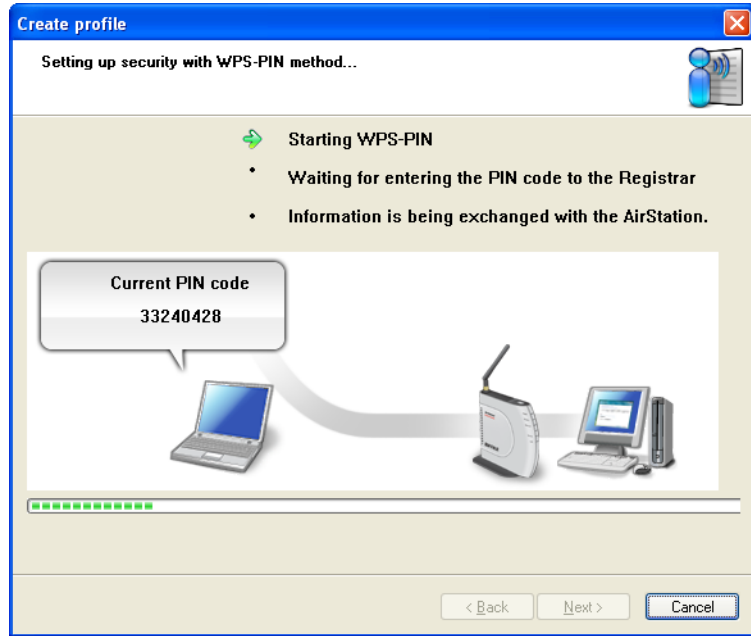 Create profile
Setting up security with WPS-PIN method...
Starting WPS-PIN
Waiting for entering the PIN code to the Registrar
Information is being exchanged with the AirStation.
Current PIN code
33240428
< Back
Next >
Cancel